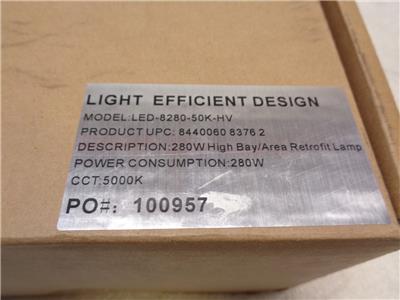 LIGHT EFFICIENT DESIGN
MODEL:LED-8280-50K-HV
PRODUCT UPC: 8440060 8376 2
DESCRIPTION:280W High Bay/Area Retrofit Lamp
POWER CONSUMPTION:280W
CCT:5000K
PO#: 100957